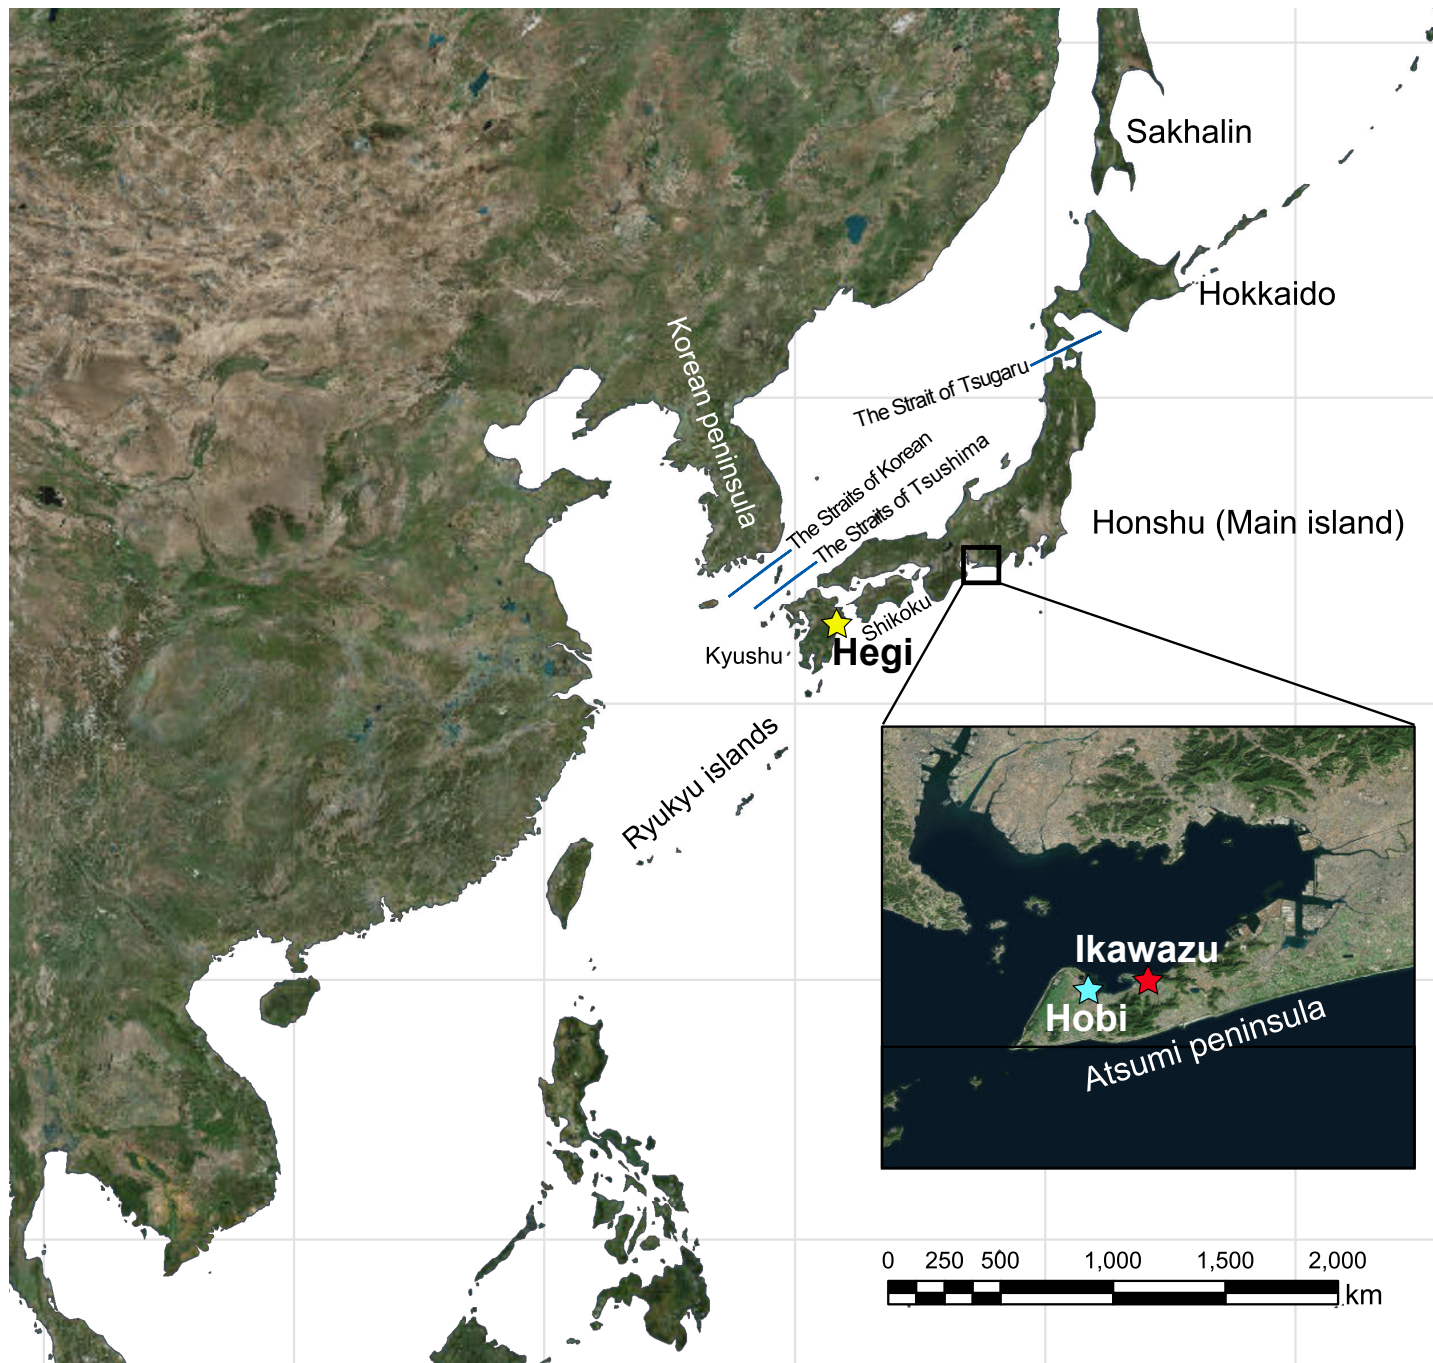 Sakhalin
Hokkaido
Korean peninsula
The Strait of Tsugaru
The Straits of Korean
The Straits of Tsushima
Honshu (Main island)
Shikoku
Kyushu
Hegi
Ryukyu islands
Ikawazu
Hobi
Atsumi peninsula
0 250 500 1,000 1,500 2,000
km